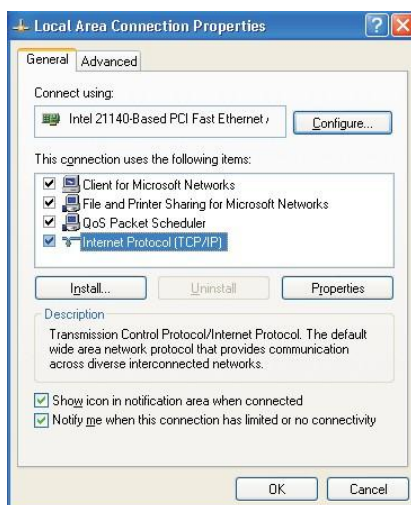 Local Area Connection Properties
General
Advanced
Connect using:
Intel 21140-Based PCI Fast Ethernet
Configure...
This connection uses the following items:
Client for Microsoft Networks
File and Printer Sharing for Microsoft Networks
QoS Packet Scheduler
Internet Protocol (TCP/IP)
Install...
Uninstall
Properties
Description
Transmission Control Protocol/Internet Protocol. The default
wide area network protocol that provides communication
across diverse interconnected networks.
Show icon in notification area when connected
Notify me when this connection has limited or no connectivity
OK
Cancel